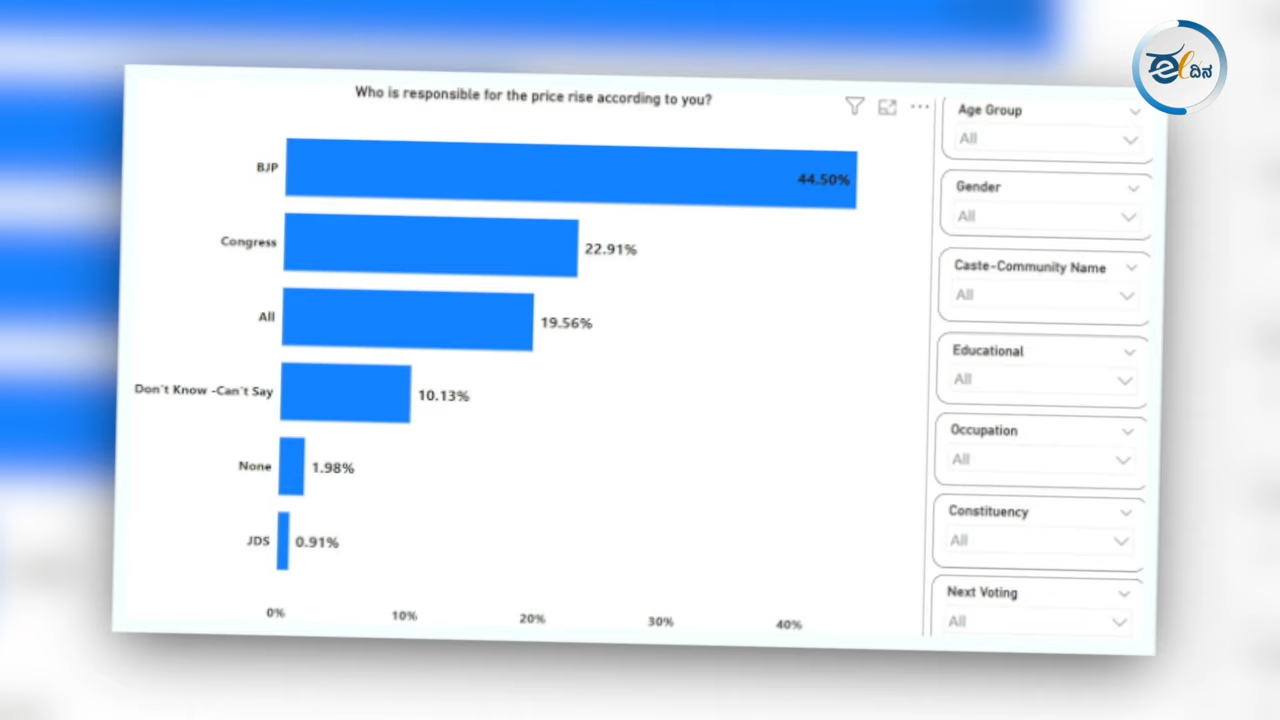 ಈದಿನ
Who is responsible for the price rise according to you?
BJP
44.50%
Congress
22.91%
All
19.56%
Don't Know -Can't Say
10.13%
None
1.98%
JDS
0.91%
0%
10%
20%
30%
40%
Age Group
All
Gender
All
Caste-Community Name
All
Educational
All
Occupation
All
Constituency
All
Next Voting
All